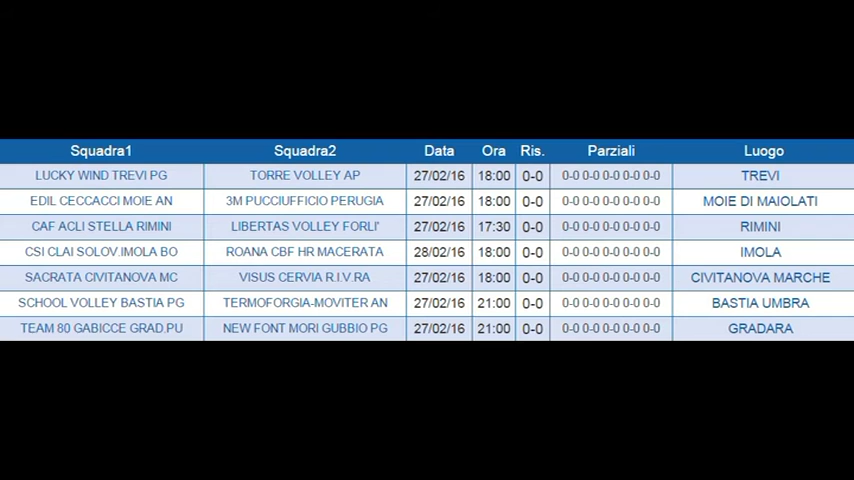 Squadra1 Squadra2 Data Ora Ris. Parziali Luogo
LUCKY WIND TREVI PG TORRE VOLLEY AP 27/02/16 18:00 0-0 0-0 0-0 0-0 0-0 0-0 TREVI
EDIL CECCACCI MOIE AN 3M PUCCIUFFICIO PERUGIA 27/02/16 18:00 0-0 0-0 0-0 0-0 0-0 0-0 MOIE DI MAIOLATI
CAF ACLI STELLA RIMINI LIBERTAS VOLLEY FORLI' 27/02/16 17:30 0-0 0-0 0-0 0-0 0-0 0-0 RIMINI
CSI CLAI SOLOV.IMOLA BO ROANA CBF HR MACERATA 28/02/16 18:00 0-0 0-0 0-0 0-0 0-0 0-0 IMOLA
SACRATA CIVITANOVA MC VISUS CERVIA R.I.V.RA 27/02/16 18:00 0-0 0-0 0-0 0-0 0-0 0-0 CIVITANOVA MARCHE
SCHOOL VOLLEY BASTIA PG TERMOFORGIA-MOVITER AN 27/02/16 21:00 0-0 0-0 0-0 0-0 0-0 0-0 BASTIA UMBRA
TEAM 80 GABICCE GRAD.PU NEW FONT MORI GUBBIO PG 27/02/16 21:00 0-0 0-0 0-0 0-0 0-0 0-0 GRADARA